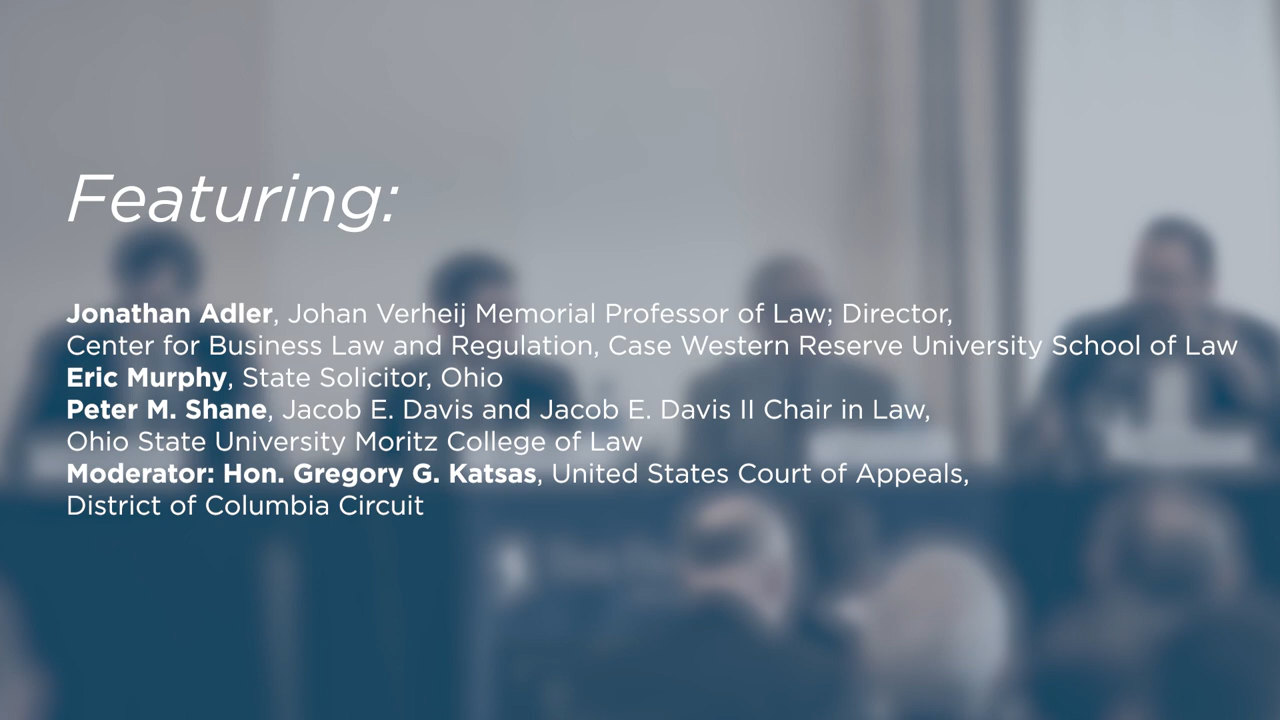 Featuring:
Jonathan Adler, Johan Verheij Memorial Professor of Law; Director,
Center for Business Law and Regulation, Case Western Reserve University School of Law
Eric Murphy, State Solicitor, Ohio
Peter M. Shane, Jacob E. Davis and Jacob E. Davis II Chair in Law,
Ohio State University Moritz College of Law
Moderator: Hon. Gregory G. Katsas, United States Court of Appeals,
District of Columbia Circuit